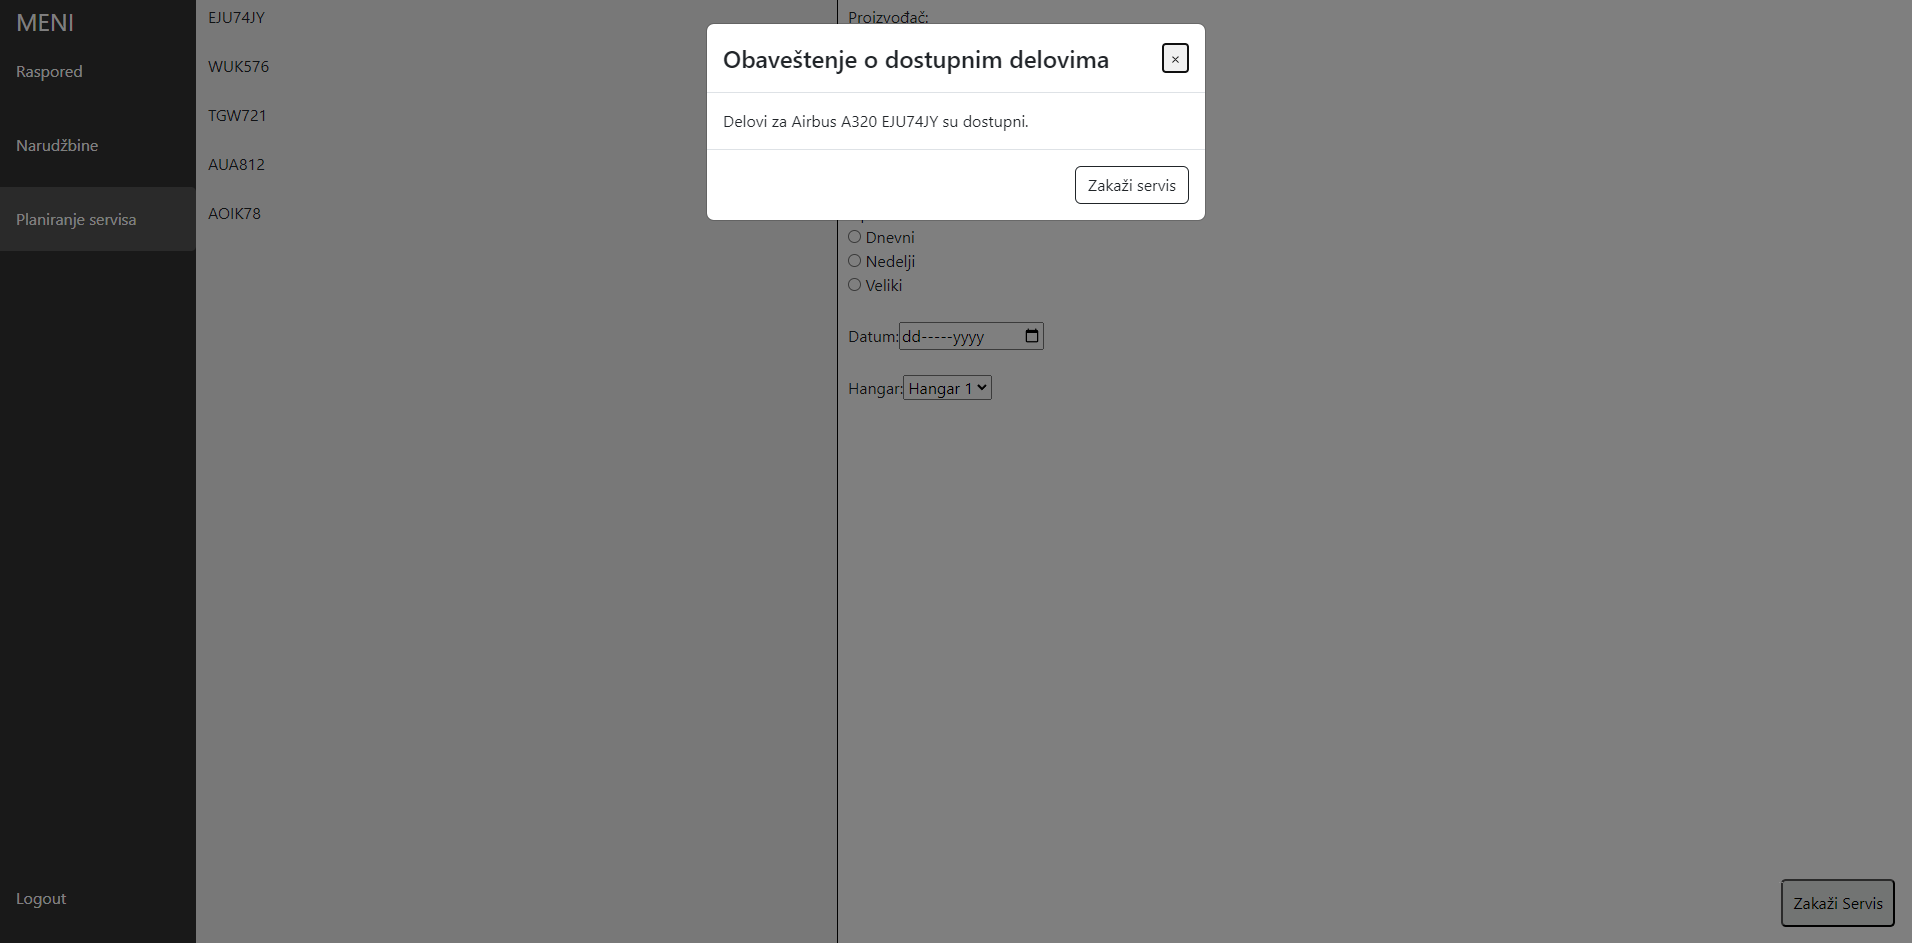 MENI
Raspored
Narudžbine
Planiranje servisa
Logout
EJU74JY
WUK576
TGW721
AUA812
AOIK78
Proizvođač:
Obaveštenje o dostupnim delovima
×
Delovi za Airbus A320 EJU74JY su dostupni.
Zakaži servis
Dnevni
Nedelji
Veliki
Datum: dd-----yyyy
Hangar: Hangar 1
Zakaži Servis